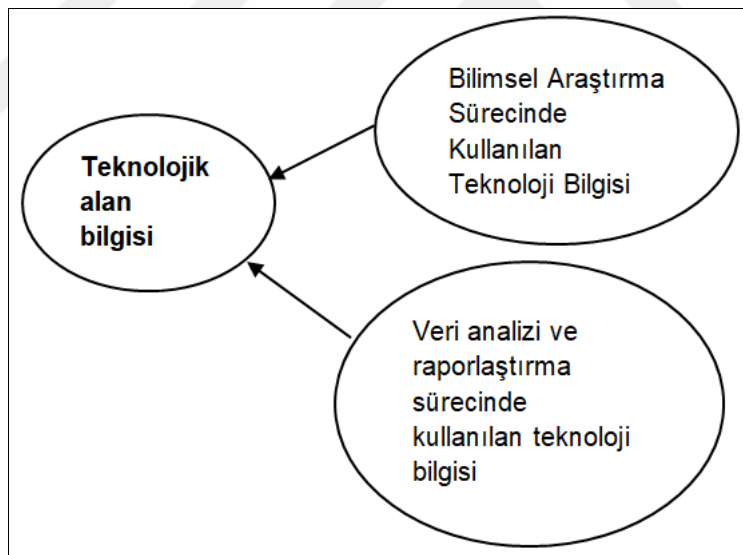 Teknolojik
alan
bilgisi
Bilimsel Araştırma
Sürecinde
Kullanılan
Teknoloji Bilgisi
Veri analizi ve
raporlaştırma
sürecinde
kullanılan teknoloji
bilgisi